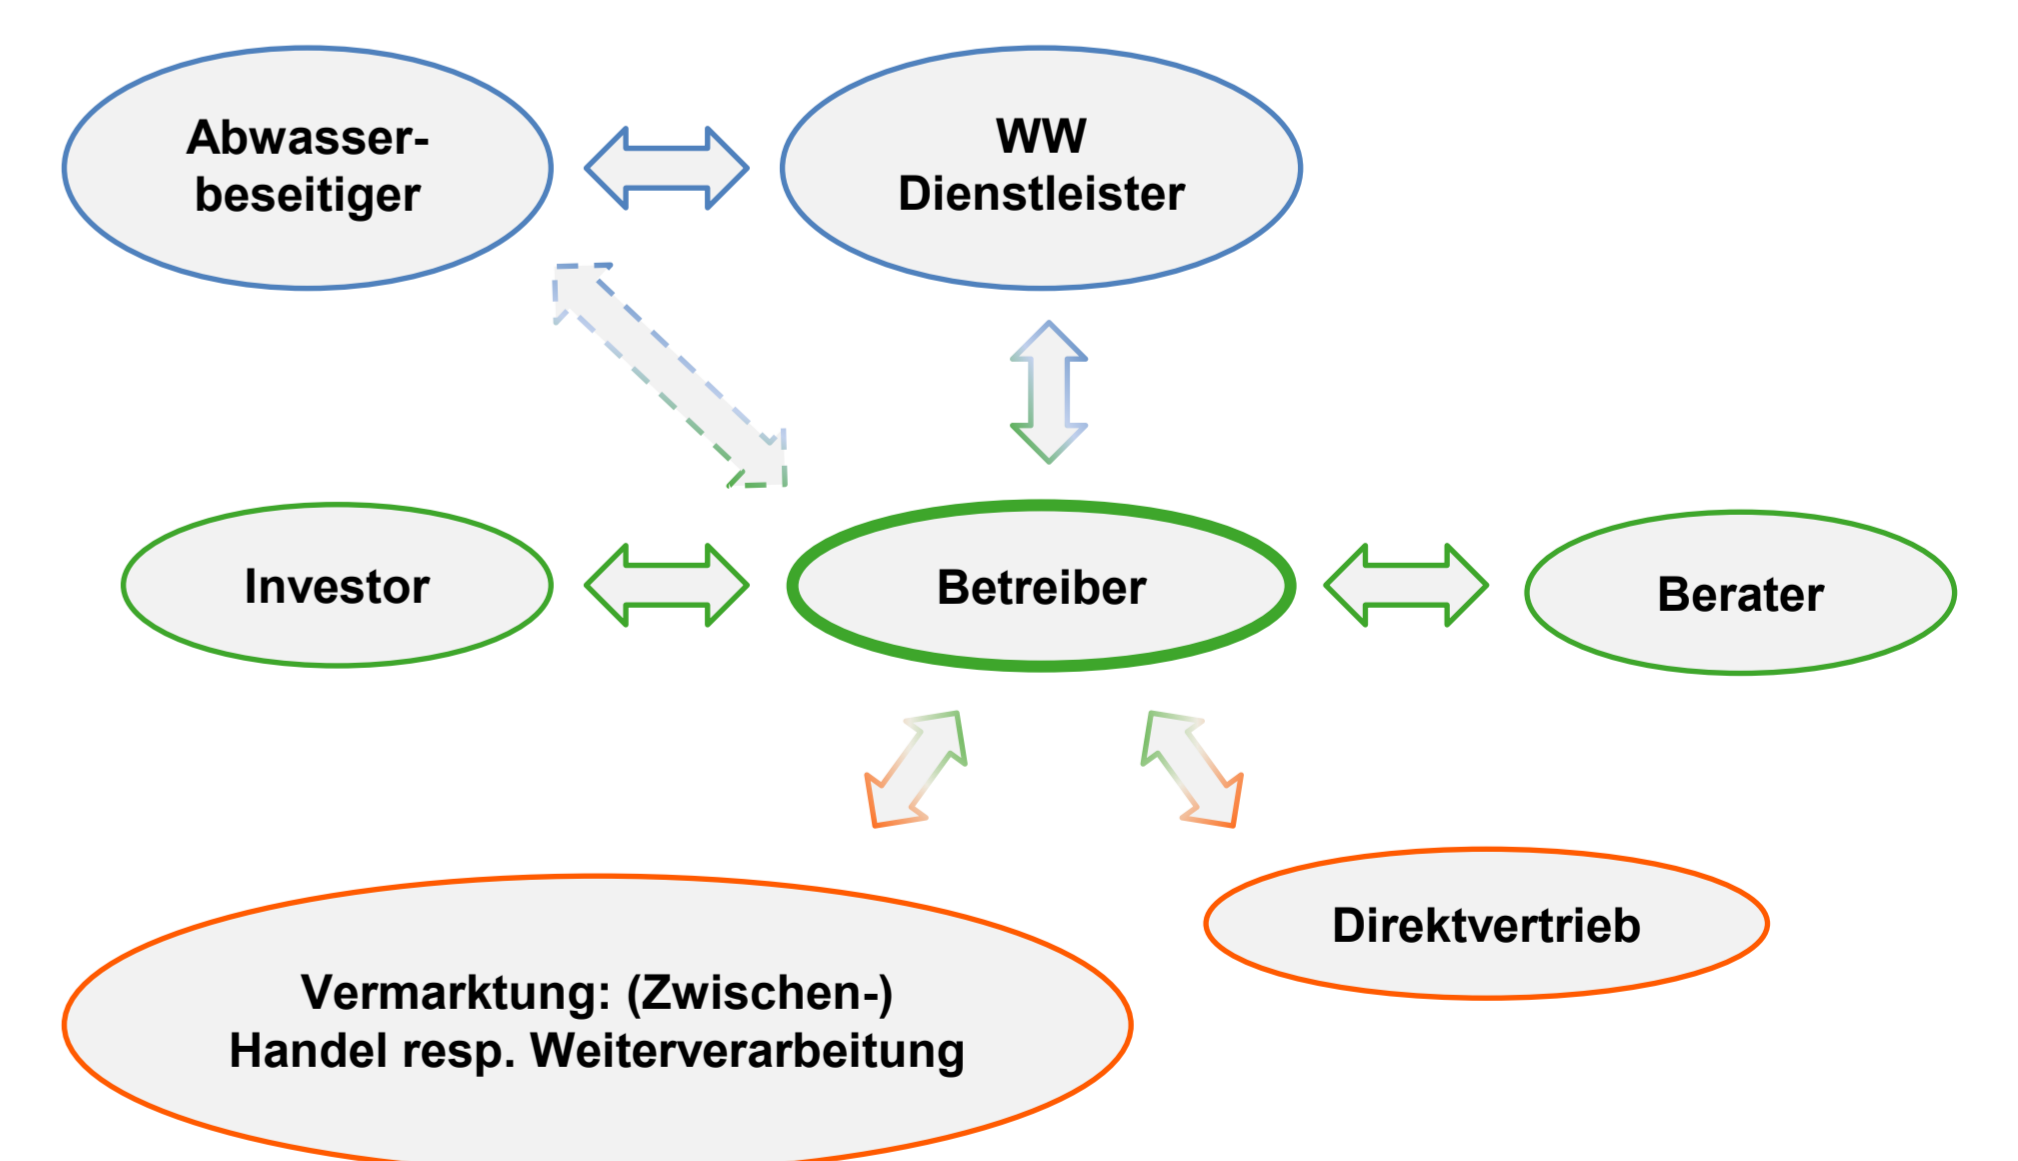 Abwasser-
beseitiger
WW
Dienstleister
Investor
Betreiber
Berater
Direktvertrieb
Vermarktung: (Zwischen-)
Handel resp. Weiterverarbeitung